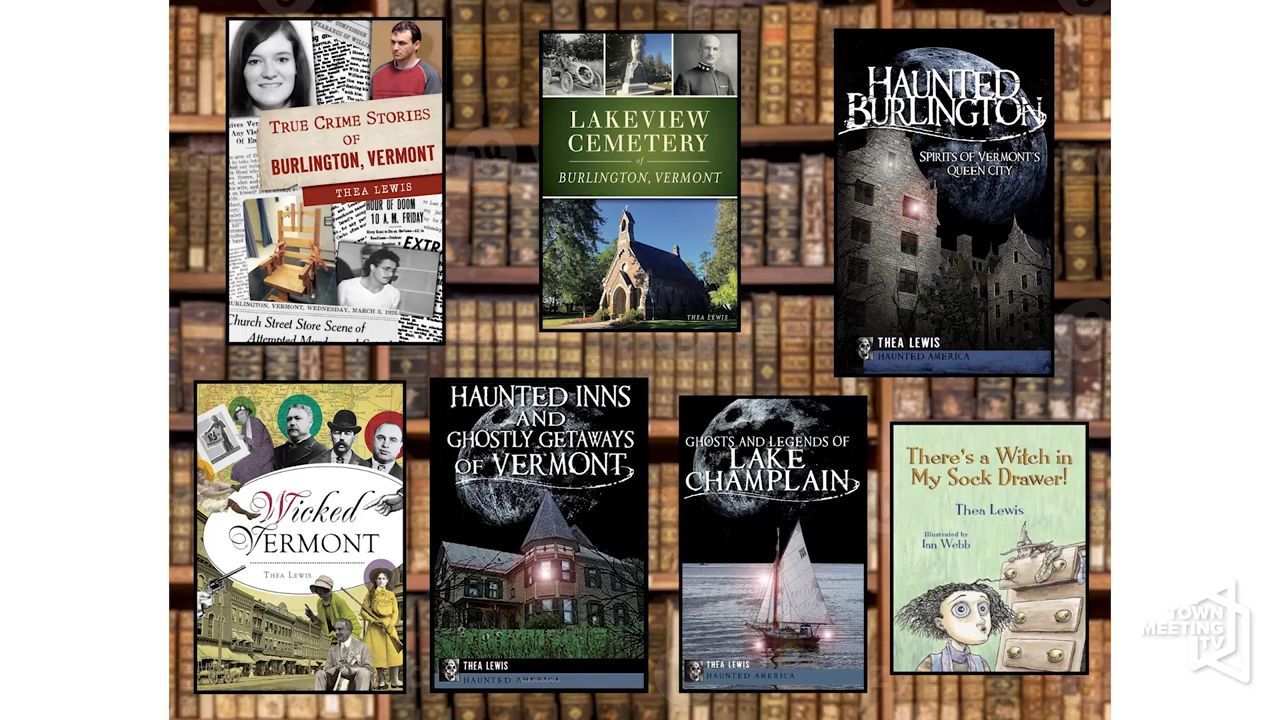 TRUE CRIME STORIES
OF
BURLINGTON, VERMONT
THEA LEWIS
HOUR OF DOOM
10 A.M. FRIDAY
EXTR
BURLINGTON, VERMONT, WEDNESDAY, MARCH 3, 1926
Church Street Store Scene of
LAKEVIEW
CEMETERY
of
BURLINGTON, VERMONT
THEA LEWIS
HAUNTED
BURLINGTON
SPIRITS OF VERMONT'S
QUEEN CITY
THEA LEWIS
HAUNTED AMERICA
Wicked
VERMONT
THEA LEWIS
HAUNTED INNS
AND
GHOSTLY GETAWAYS
OF VERMONT
THEA LEWIS
HAUNTED AMERICA
GHOSTS AND LEGENDS OF
LAKE
CHAMPLAIN
THEA LEWIS
HAUNTED AMERICA
There's a Witch in
My Sock Drawer!
Thea Lewis
Illustrated by
Ian Webb
TOWN
MEETING
TV